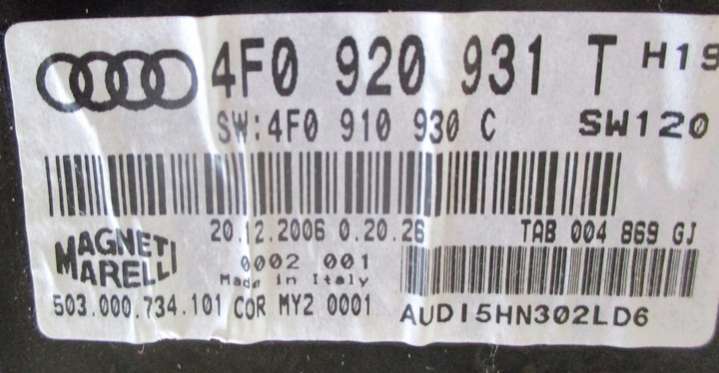 4F0 920 931 T H19
SW:4F0 910 930 C SW120
20.12.2006 0.20.26 TAB 004 869 GJ
MAGNETI
MARELLI
0002 001
Made in Italy
503.000.734.101 COR MY2 0001
AUDI5HN302LD6